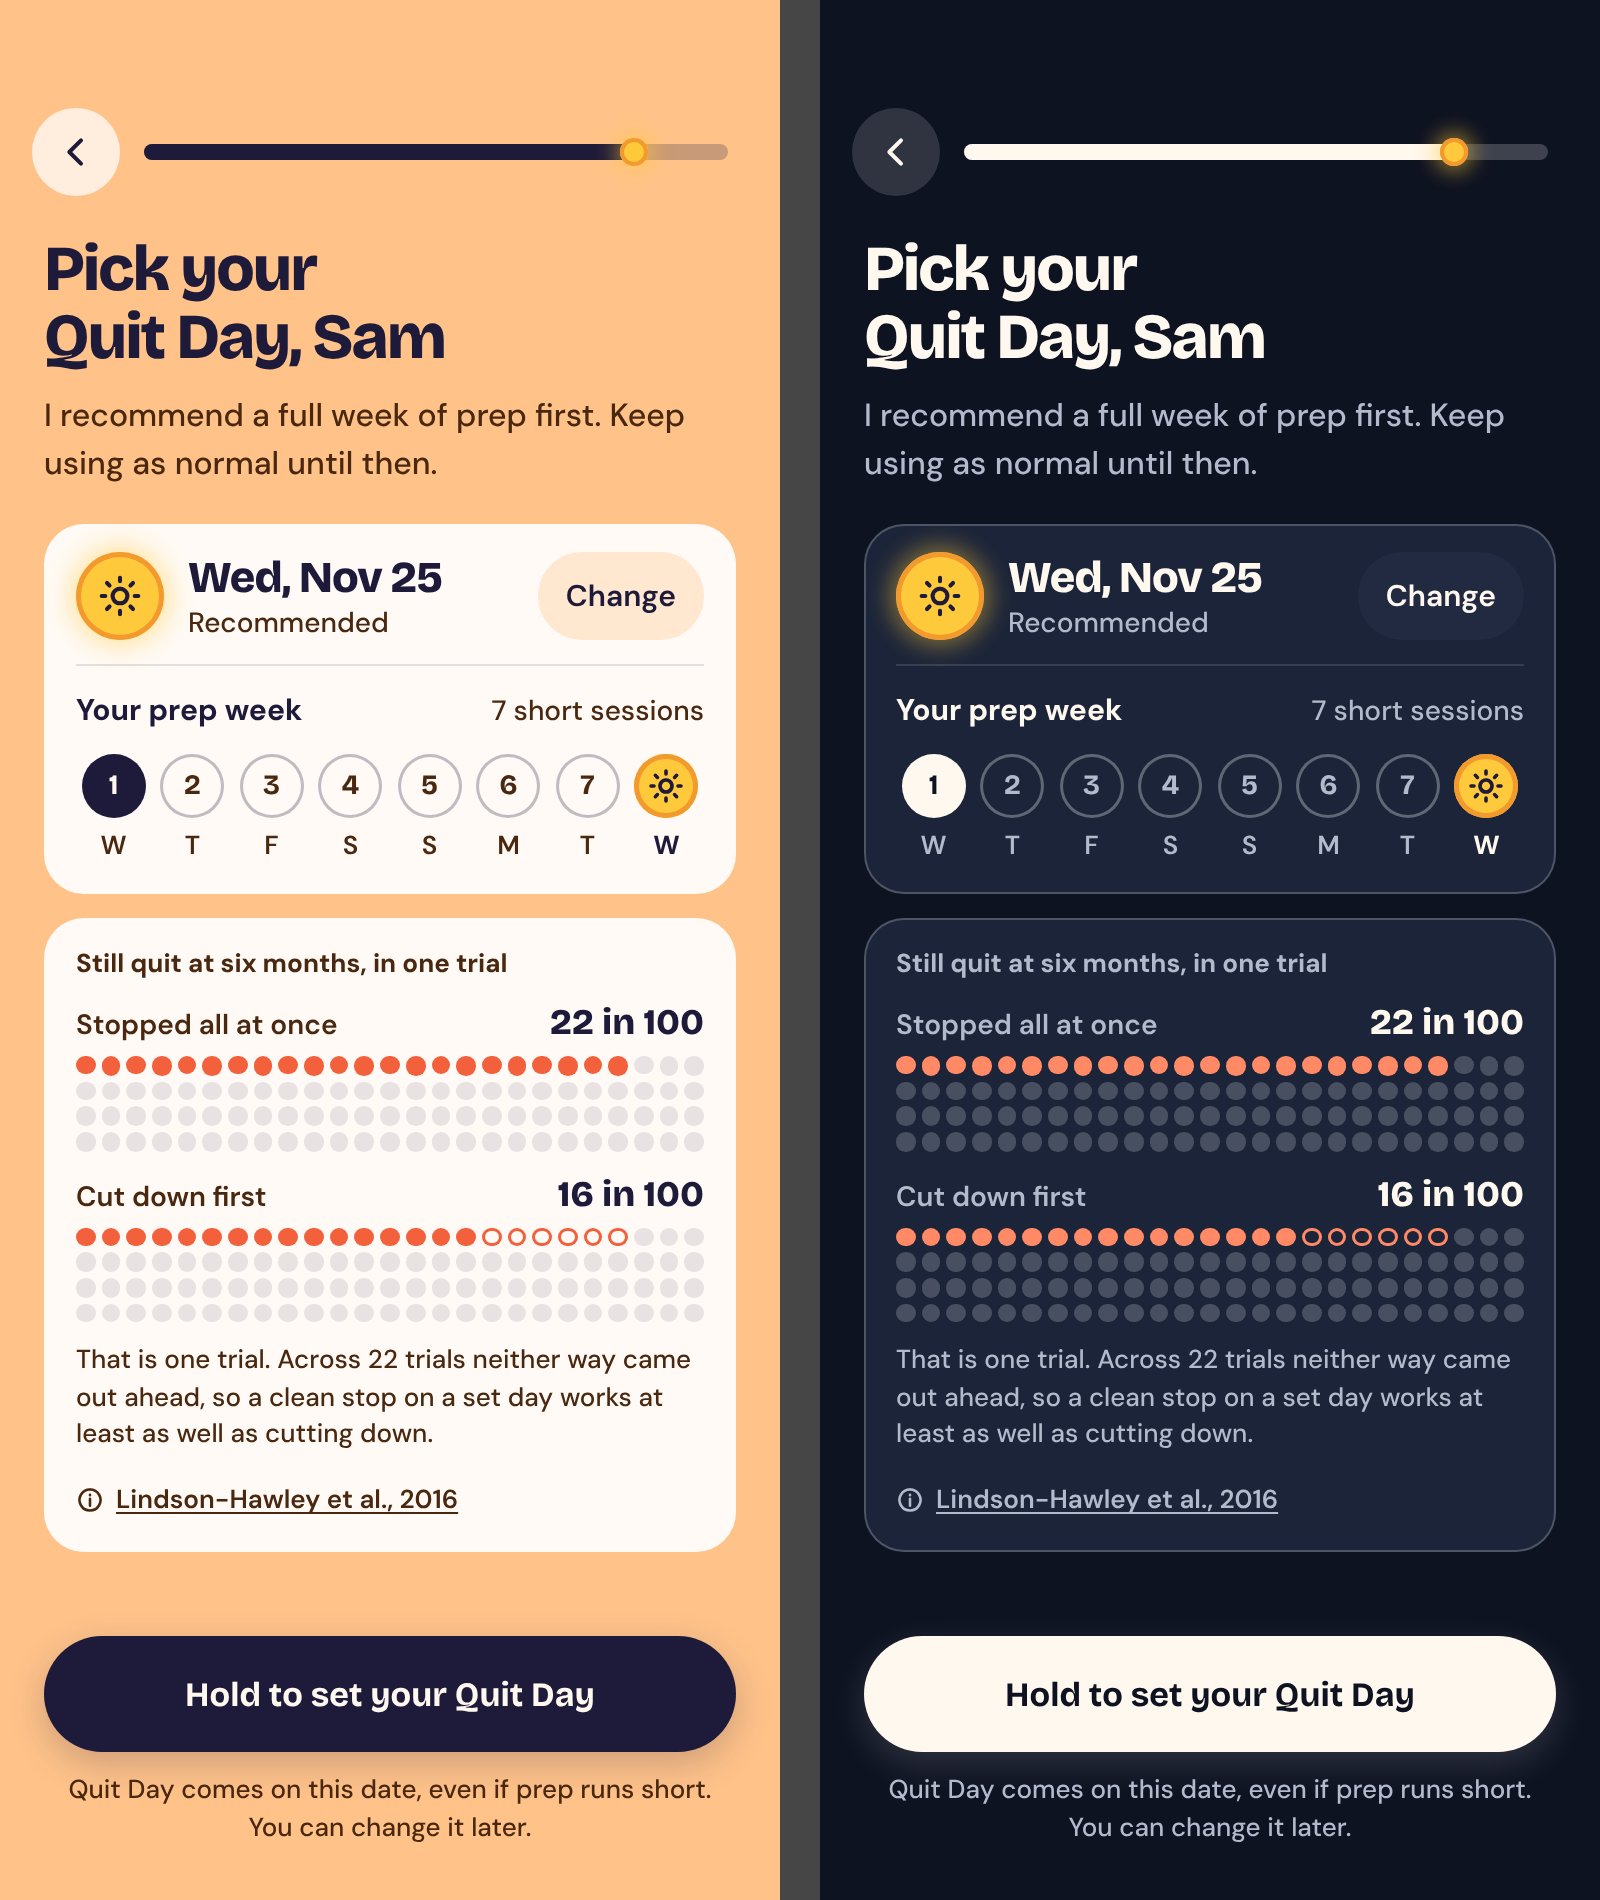 Pick your
Quit Day, Sam
I recommend a full week of prep first. Keep
using as normal until then.
Wed, Nov 25
Recommended
Change
Your prep week
7 short sessions
1 2 3 4 5 6 7
W T F S S M T W
Still quit at six months, in one trial
Stopped all at once
22 in 100
Cut down first
16 in 100
That is one trial. Across 22 trials neither way came
out ahead, so a clean stop on a set day works at
least as well as cutting down.
Lindson-Hawley et al., 2016
Hold to set your Quit Day
Quit Day comes on this date, even if prep runs short.
You can change it later.
Pick your
Quit Day, Sam
I recommend a full week of prep first. Keep
using as normal until then.
Wed, Nov 25
Recommended
Change
Your prep week
7 short sessions
1 2 3 4 5 6 7
W T F S S M T W
Still quit at six months, in one trial
Stopped all at once
22 in 100
Cut down first
16 in 100
That is one trial. Across 22 trials neither way came
out ahead, so a clean stop on a set day works at
least as well as cutting down.
Lindson-Hawley et al., 2016
Hold to set your Quit Day
Quit Day comes on this date, even if prep runs short.
You can change it later.